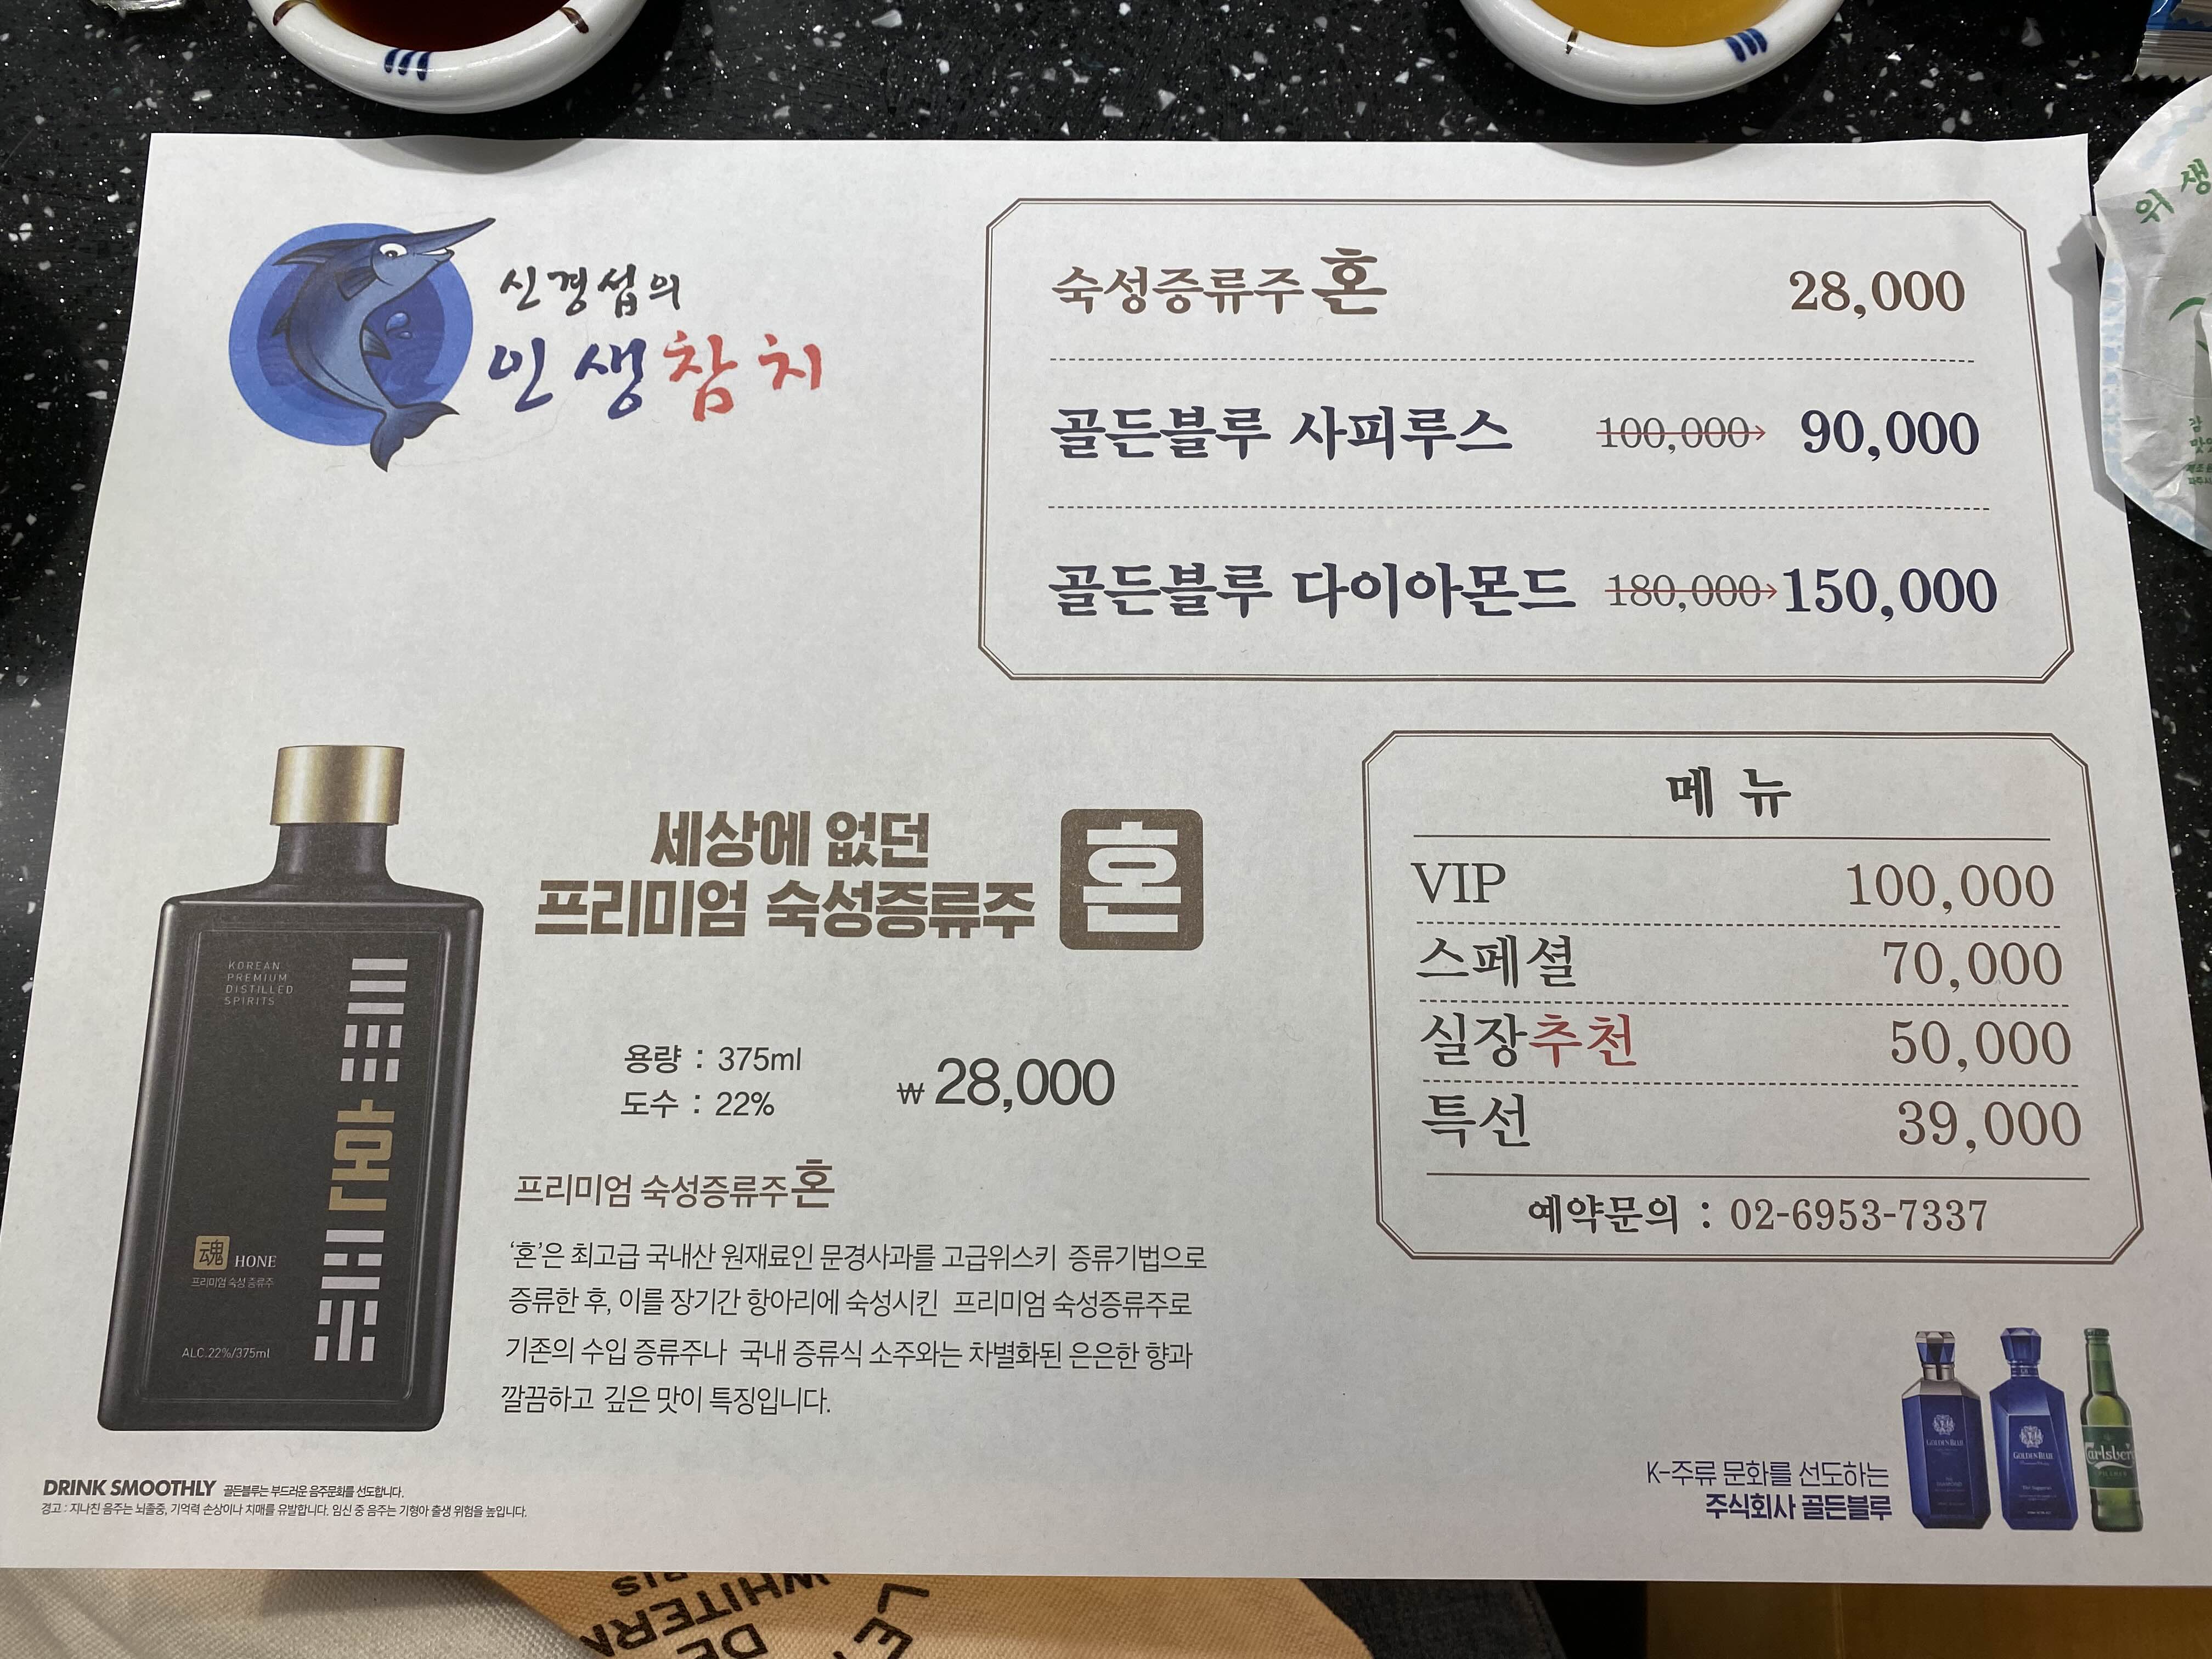 신경섭의
인생참치
숙성증류주혼 28,000
골든블루 사피루스 100,000→ 90,000
골든블루 다이아몬드 180,000→150,000
세상에 없던
프리미엄 숙성증류주 혼
용량 : 375ml
도수 : 22%
₩28,000
프리미엄 숙성증류주혼
‘혼’은 최고급 국내산 원재료인 문경사과를 고급위스키 증류기법으로
증류한 후, 이를 장기간 항아리에 숙성시킨 프리미엄 숙성증류주로
기존의 수입 증류주나 국내 증류식 소주와는 차별화된 은은한 향과
깔끔하고 깊은 맛이 특징입니다.
KOREAN
PREMIUM
DISTILLED
SPIRITS
혼
魂 HONE
프리미엄 숙성 증류주
ALC.22%/375ml
메뉴
VIP 100,000
스페셜 70,000
실장추천 50,000
특선 39,000
예약문의 : 02-6953-7337
DRINK SMOOTHLY 골든블루는 부드러운 음주문화를 선도합니다.
경고 : 지나친 음주는 뇌졸중, 기억력 손상이나 치매를 유발합니다. 임신 중 음주는 기형아 출생 위험을 높입니다.
K-주류 문화를 선도하는
주식회사 골든블루
GOLDEN BLUE
GOLDEN BLUE
Carlsberg
PILSNER
위생
LE
DE
WHITERN
RIS